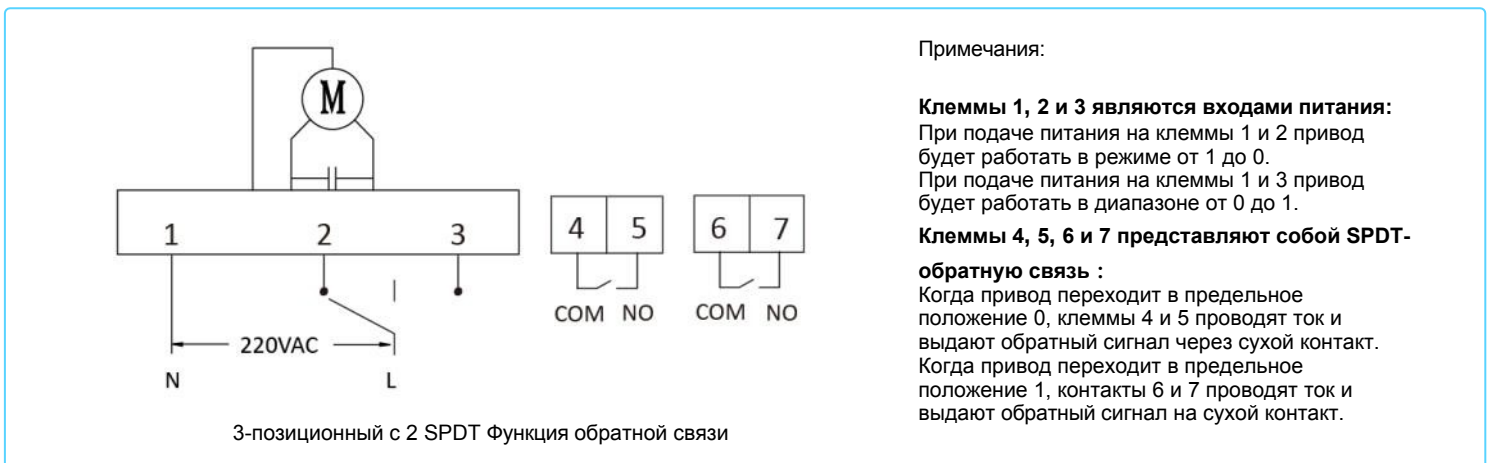 M
1 2 3
4 5
6 7
COM NO
COM NO
220VAC
N L
3-позиционный с 2 SPDT Функция обратной связи
Примечания:
Клеммы 1, 2 и 3 являются входами питания:
При подаче питания на клеммы 1 и 2 привод
будет работать в режиме от 1 до 0.
При подаче питания на клеммы 1 и 3 привод
будет работать в диапазоне от 0 до 1.
Клеммы 4, 5, 6 и 7 представляют собой SPDT-
обратную связь :
Когда привод переходит в предельное
положение 0, клеммы 4 и 5 проводят ток и
выдают обратный сигнал через сухой контакт.
Когда привод переходит в предельное
положение 1, контакты 6 и 7 проводят ток и
выдают обратный сигнал на сухой контакт.